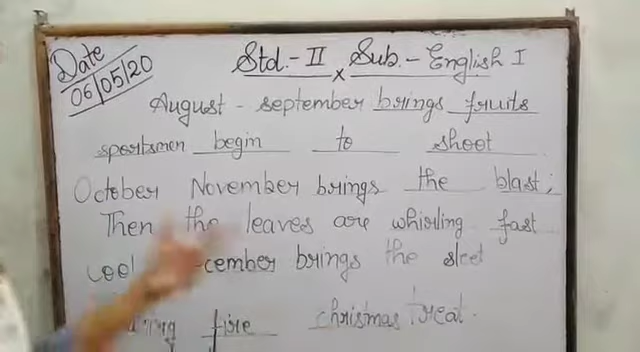 Date
06/05/20
Std.- II x Sub.- English I
August - september brings fruits
sportsmen begin to shoot
October November brings the blast;
Then the leaves are whirling fast
cool cember brings the sleet
fire christmas treat.